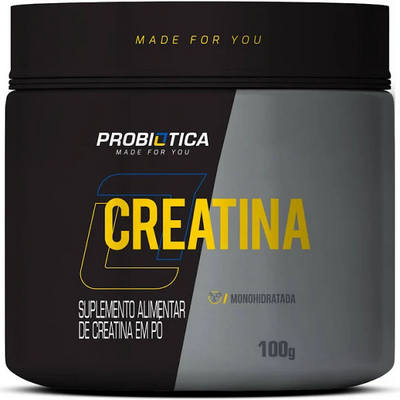 MADE FOR YOU
PROBIOTICA
MADE FOR YOU
CREATINA
MONOHIDRATADA
SUPLEMENTO ALIMENTAR
DE CREATINA EM PÓ
100g